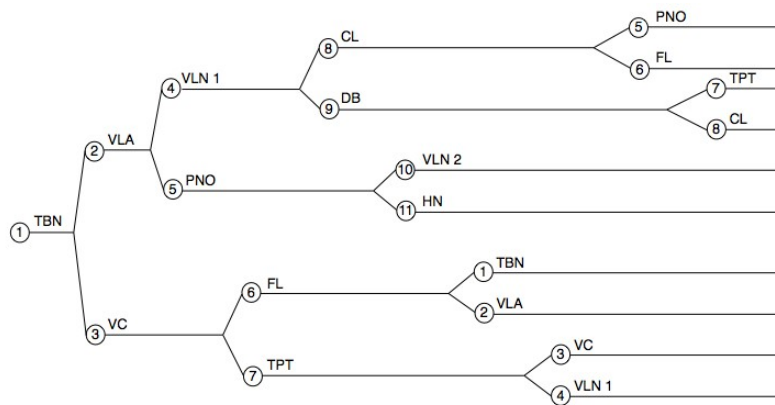 5 PNO
8 CL
6 FL
4 VLN 1
7 TPT
9 DB
8 CL
2 VLA
10 VLN 2
5 PNO
11 HN
1 TBN
1 TBN
6 FL
2 VLA
3 VC
3 VC
7 TPT
4 VLN 1